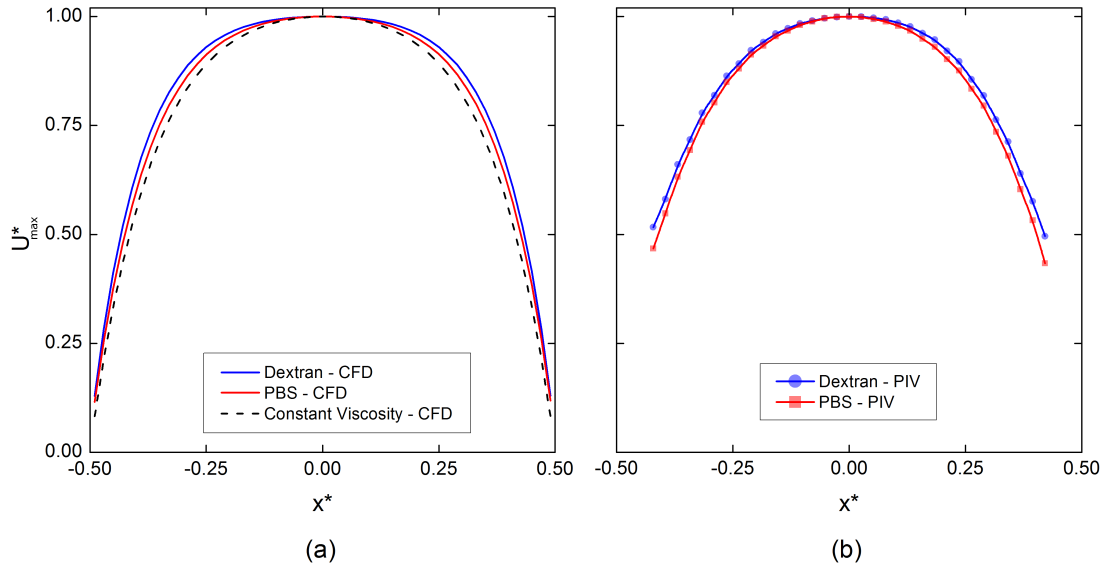 1.00
0.75
0.50
0.25
0.00
U*max
-0.50 -0.25 0.00 0.25 0.50
x*
Dextran - CFD
PBS - CFD
Constant Viscosity - CFD
(a)
-0.50 -0.25 0.00 0.25 0.50
x*
Dextran - PIV
PBS - PIV
(b)